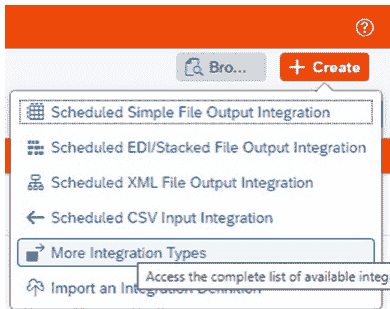 Bro...
+ Create
Scheduled Simple File Output Integration
Scheduled EDI/Stacked File Output Integration
Scheduled XML File Output Integration
Scheduled CSV Input Integration
More Integration Types
Access the complete list of available integ
Import an Integration Definition